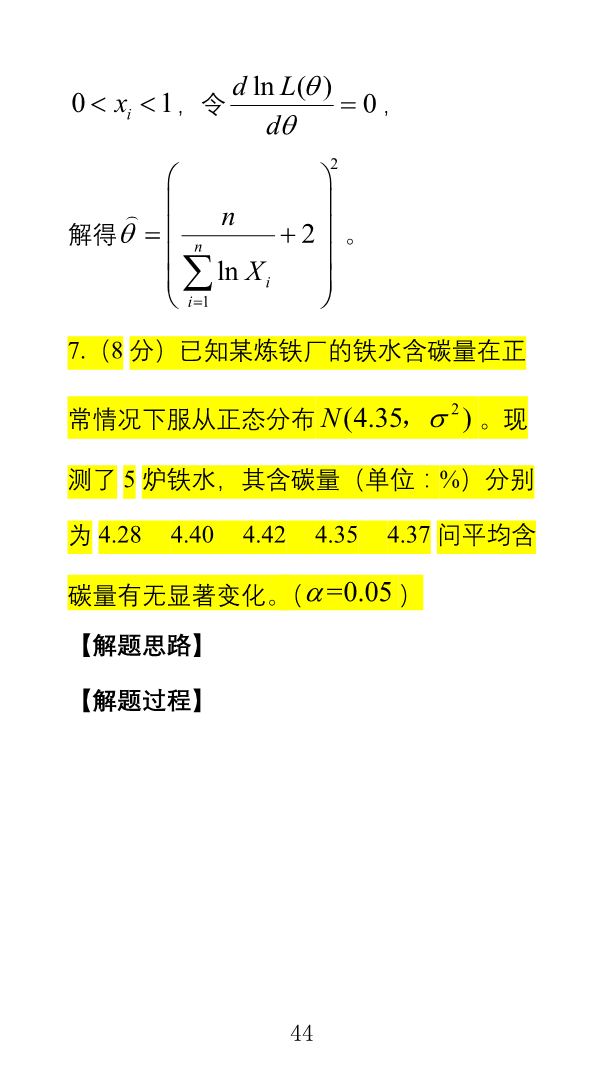 0 < x_i < 1，令 \frac{d \ln L(θ)}{dθ} = 0，
解得 \hat{θ} = \left( \frac{n}{\sum_{i=1}^{n} \ln X_i} + 2 \right)^2 。
7.（8 分）已知某炼铁厂的铁水含碳量在正
常情况下服从正态分布 N(4.35，σ^2) 。现
测了 5 炉铁水，其含碳量（单位：%）分别
为 4.28 4.40 4.42 4.35 4.37 问平均含
碳量有无显著变化。（α=0.05 ）
【解题思路】
【解题过程】
44